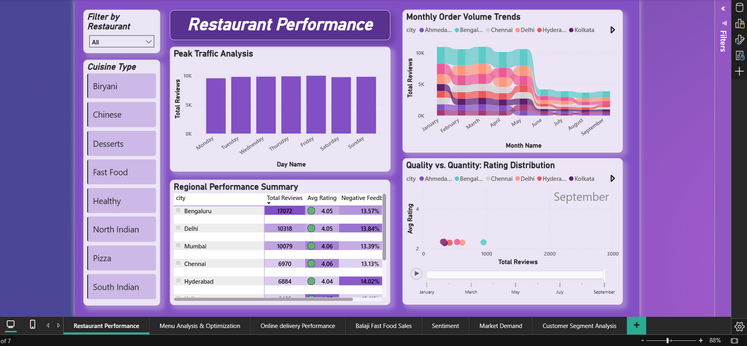 Filter by
Restaurant
All
Cuisine Type
Biryani
Chinese
Desserts
Fast Food
Healthy
North Indian
Pizza
South Indian
Restaurant Performance
Peak Traffic Analysis
Total Reviews
10K
5K
0K
Monday
Tuesday
Wednesday
Thursday
Friday
Saturday
Sunday
Day Name
Regional Performance Summary
city Total Reviews Avg Rating Negative Feedb
Bengaluru 17072 4.05 13.57%
Delhi 10318 4.05 13.84%
Mumbai 10079 4.06 13.39%
Chennai 6970 4.06 13.13%
Hyderabad 6884 4.04 14.02%
Monthly Order Volume Trends
city Ahmeda... Bengal... Chennai Delhi Hydera... Kolkata
Total Reviews
10K
5K
0K
January
February
March
April
May
June
July
August
September
Month Name
Quality vs. Quantity: Rating Distribution
city Ahmeda... Bengal... Chennai Delhi Hydera... Kolkata
September
Avg Rating
4
2
0 1000 2000 3000
Total Reviews
January March May July September
Filters
Restaurant Performance Menu Analysis & Optimization Online delivery Performance Balaji Fast Food Sales Sentiment Market Demand Customer Segment Analysis +
of 7
- + 88%